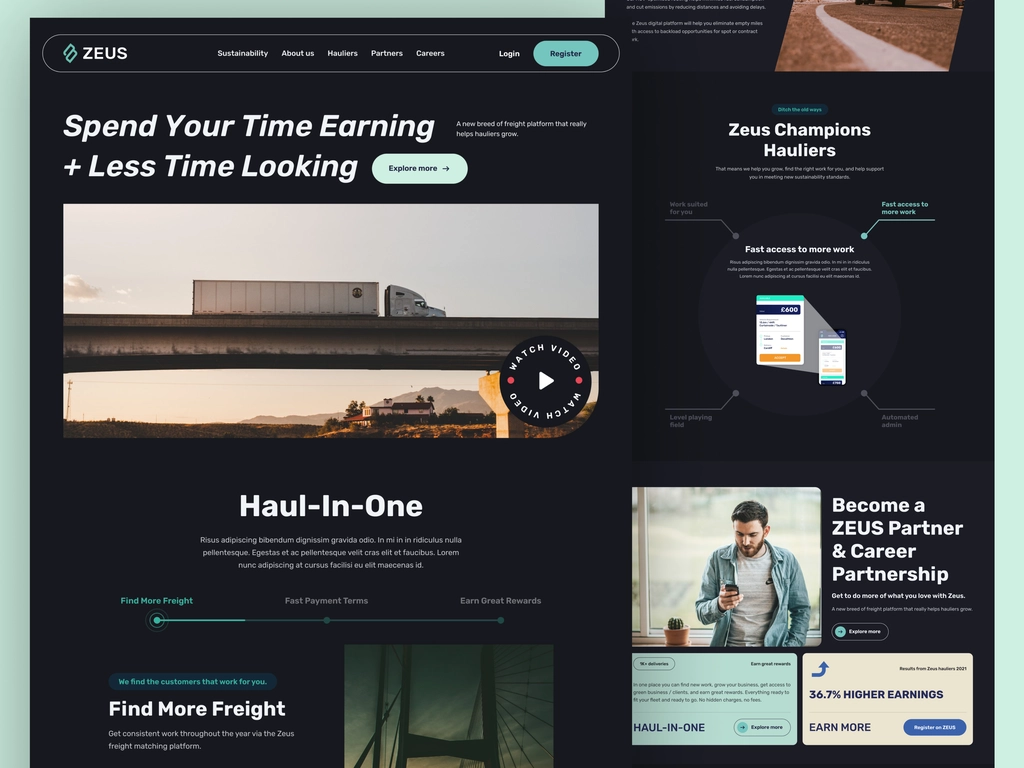 ZEUS
Sustainability
About us
Hauliers
Partners
Careers
Login
Register
Spend Your Time Earning
+ Less Time Looking
A new breed of freight platform that really
helps hauliers grow.
Explore more
WATCH VIDEO
WATCH VIDEO
Haul-In-One
Risus adipiscing bibendum dignissim gravida odio. In mi in in ridiculus nulla
pellentesque. Egestas et ac pellentesque velit cras elit et faucibus. Lorem
nunc adipiscing at cursus facilisi eu elit maecenas id.
Find More Freight
Fast Payment Terms
Earn Great Rewards
We find the customers that work for you.
Find More Freight
Get consistent work throughout the year via the Zeus
freight matching platform.
and cut emissions by reducing distances and avoiding delays.
Zeus digital platform will help you eliminate empty miles
access to backload opportunities for spot or contract
Ditch the old ways
Zeus Champions
Hauliers
That means we help you grow, find the right work for you, and help support
you in meeting new sustainability standards.
Work suited
for you
Fast access to
more work
Fast access to more work
Risus adipiscing bibendum dignissim gravida odio. In mi in in ridiculus
nulla pellentesque. Egestas et ac pellentesque velit cras elit et faucibus.
Lorem nunc adipiscing at cursus facilisi eu elit maecenas id.
£600
Level playing
field
Automated
admin
Become a
ZEUS Partner
& Career
Partnership
Get to do more of what you love with Zeus.
A new breed of freight platform that really helps hauliers grow.
Explore more
1K+ deliveries
Earn great rewards
In one place you can find new work, grow your business, get access to
green business / clients, and earn great rewards. Everything ready to
fill your fleet and ready to go. No hidden charges, no fees.
HAUL-IN-ONE
Explore more
Results from Zeus hauliers 2021
36.7% HIGHER EARNINGS
EARN MORE
Register on ZEUS